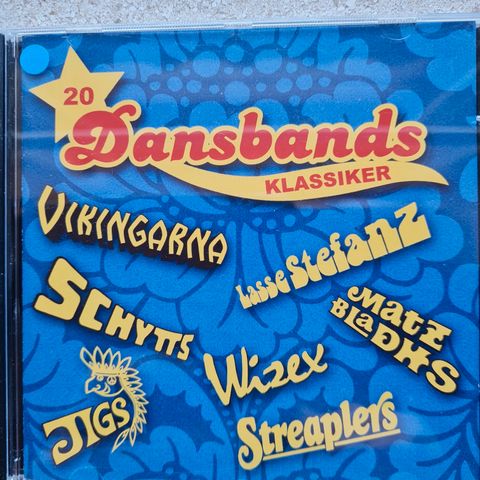 20
Dansbands
KLASSIKER
VIKINGARNA
Lasse Stefanz
SCHYTTS
Matz
BLaDHS
JIGS
Wizex
Streaplers